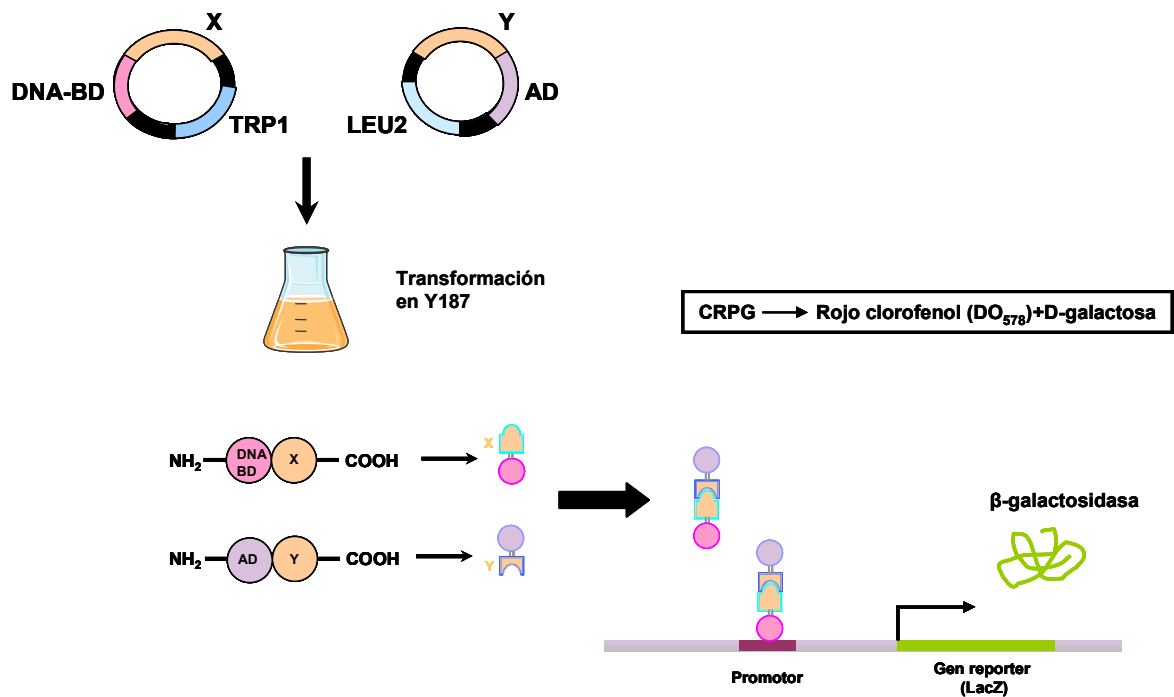 X
Y
DNA-BD
AD
TRP1
LEU2
Transformación
en Y187
CRPG → Rojo clorofenol (DO₅₇₈)+D-galactosa
NH₂ DNA BD X COOH
X
β-galactosidasa
NH₂ AD Y COOH
Y
Promotor
Gen reporter
(LacZ)